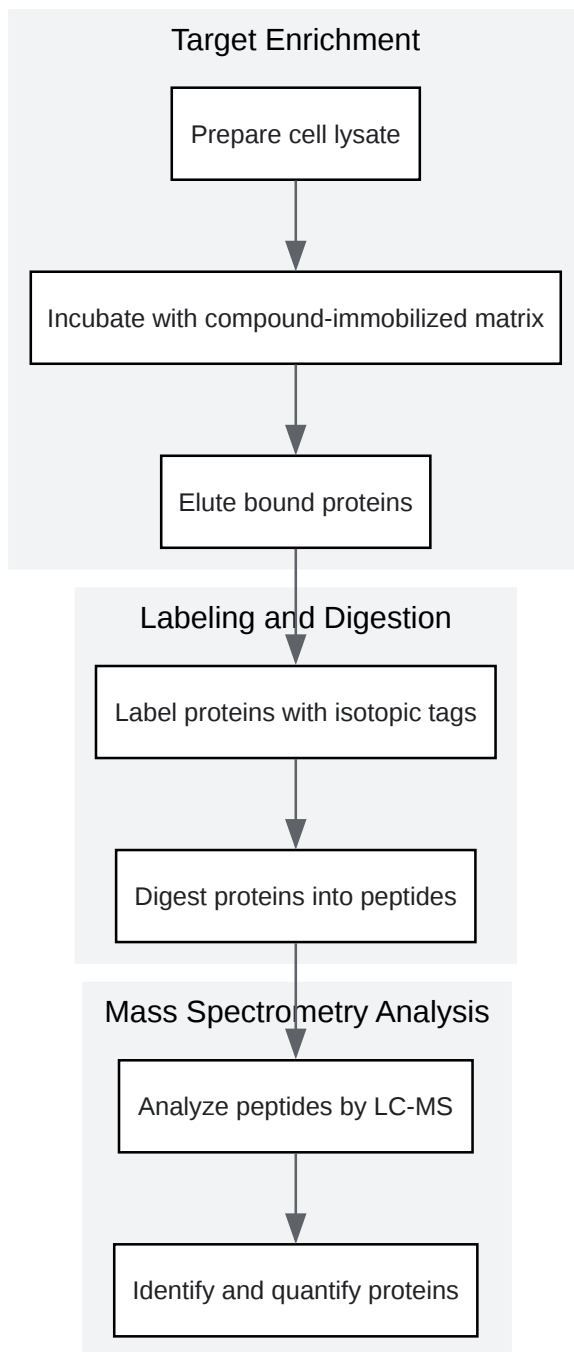 Target Enrichment
Prepare cell lysate
Incubate with compound-immobilized matrix
Elute bound proteins
Labeling and Digestion
Label proteins with isotopic tags
Digest proteins into peptides
Mass Spectrometry Analysis
Analyze peptides by LC-MS
Identify and quantify proteins